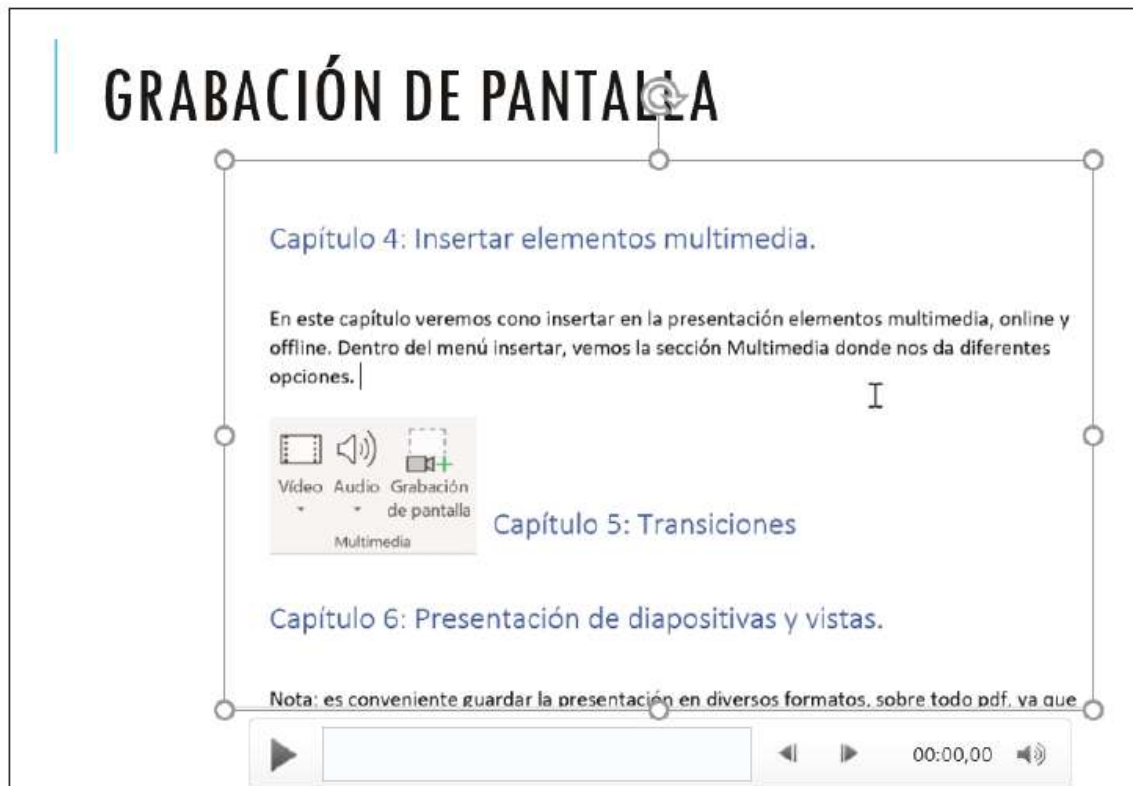 GRABACIÓN DE PANTALLA
Capítulo 4: Insertar elementos multimedia.
En este capítulo veremos cono insertar en la presentación elementos multimedia, online y
offline. Dentro del menú insertar, vemos la sección Multimedia donde nos da diferentes
opciones.
Vídeo Audio Grabación
de pantalla
Multimedia
Capítulo 5: Transiciones
Capítulo 6: Presentación de diapositivas y vistas.
Nota: es conveniente guardar la presentación en diversos formatos, sobre todo pdf, ya que
00:00,00